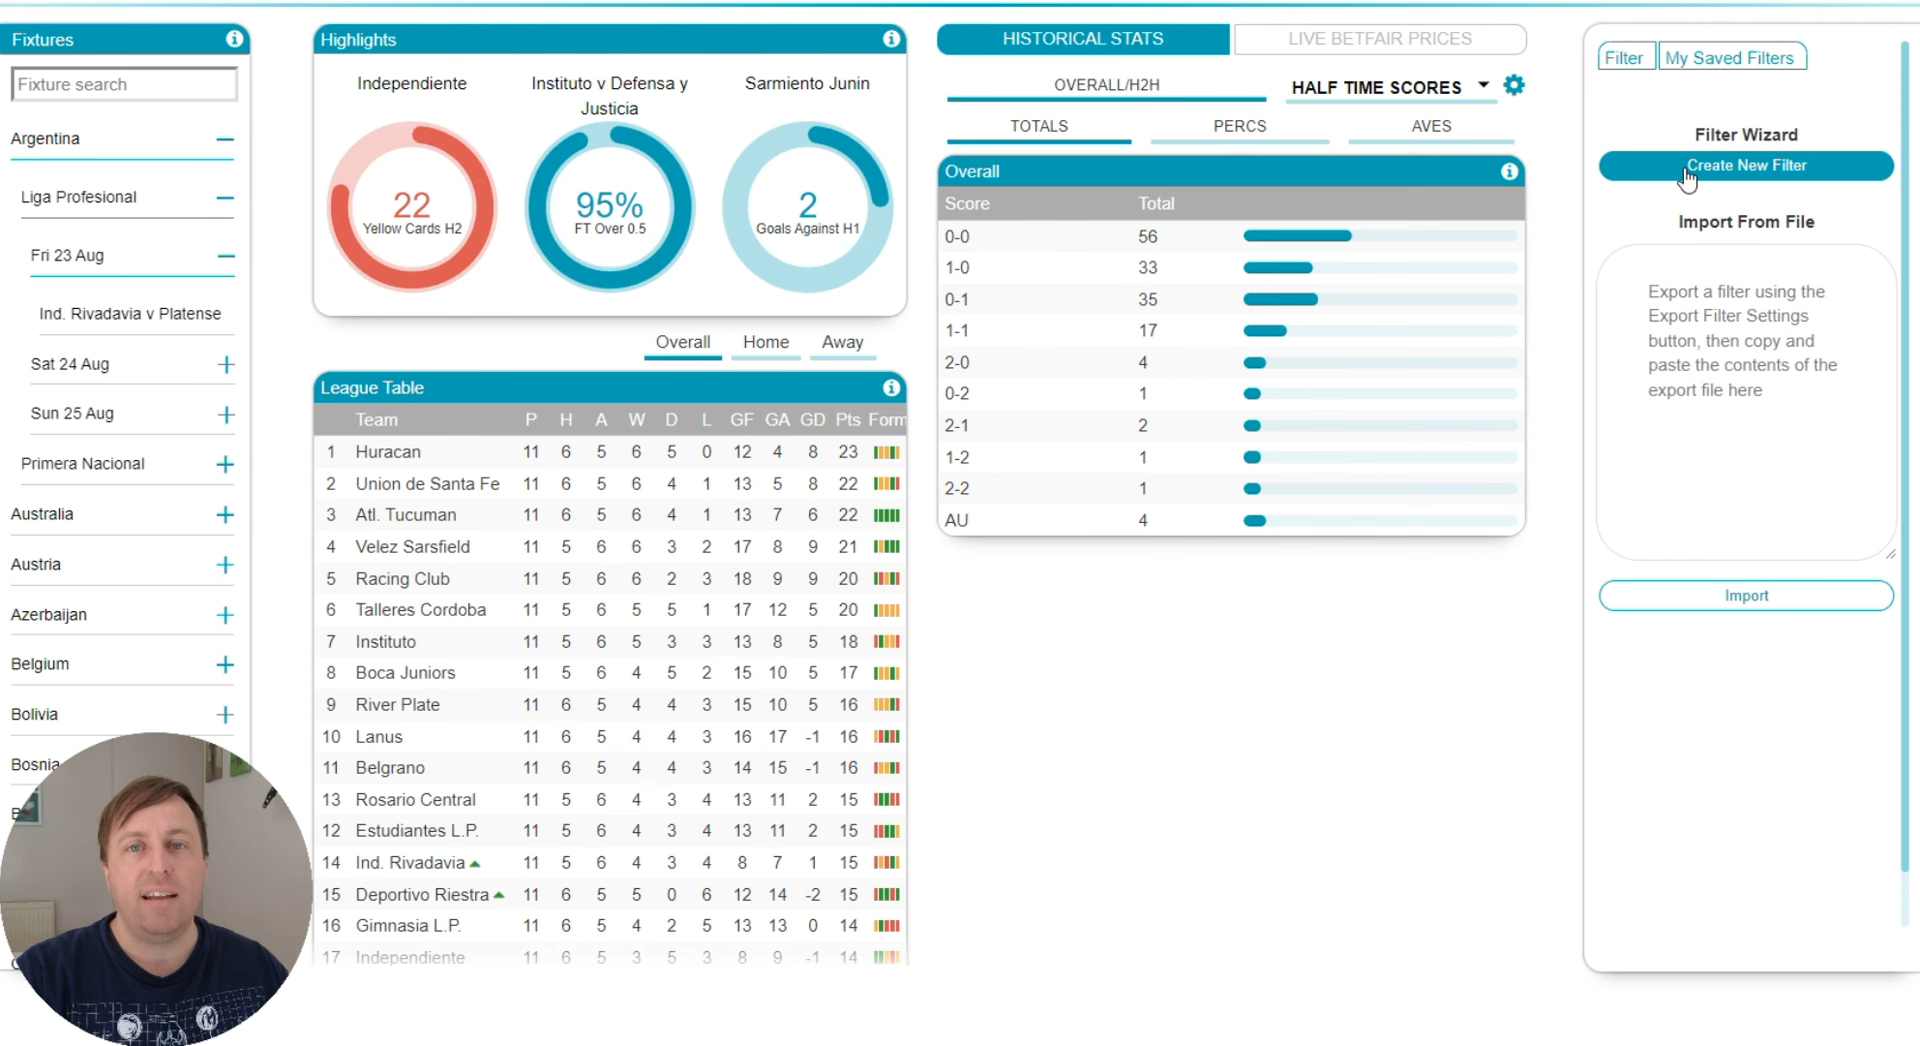 Fixtures
Fixture search
Argentina
Liga Profesional
Fri 23 Aug
Ind. Rivadavia v Platense
Sat 24 Aug
Sun 25 Aug
Primera Nacional
Australia
Austria
Azerbaijan
Belgium
Bolivia
Bosnia
Highlights
Independiente
22
Yellow Cards H2
Instituto v Defensa y
Justicia
95%
FT Over 0.5
Sarmiento Junin
2
Goals Against H1
Overall Home Away
League Table
Team P H A W D L GF GA GD Pts Form
1 Huracan 11 6 5 6 5 0 12 4 8 23
2 Union de Santa Fe 11 6 5 6 4 1 13 5 8 22
3 Atl. Tucuman 11 6 5 6 4 1 13 7 6 22
4 Velez Sarsfield 11 5 6 6 3 2 17 8 9 21
5 Racing Club 11 5 6 6 2 3 18 9 9 20
6 Talleres Cordoba 11 5 6 5 5 1 17 12 5 20
7 Instituto 11 5 6 5 3 3 13 8 5 18
8 Boca Juniors 11 5 6 4 5 2 15 10 5 17
9 River Plate 11 6 5 4 4 3 15 10 5 16
10 Lanus 11 6 5 4 4 3 16 17 -1 16
11 Belgrano 11 6 5 4 4 3 14 15 -1 16
13 Rosario Central 11 5 6 4 3 4 13 11 2 15
12 Estudiantes L.P. 11 5 6 4 3 4 13 11 2 15
14 Ind. Rivadavia 11 5 6 4 3 4 8 7 1 15
15 Deportivo Riestra 11 6 5 5 0 6 12 14 -2 15
16 Gimnasia L.P. 11 6 5 4 2 5 13 13 0 14
17 Independiente 11 6 5 3 5 3 8 9 -1 14
HISTORICAL STATS LIVE BETFAIR PRICES
OVERALL/H2H HALF TIME SCORES
TOTALS PERCS AVES
Overall
Score Total
0-0 56
1-0 33
0-1 35
1-1 17
2-0 4
0-2 1
2-1 2
1-2 1
2-2 1
AU 4
Filter My Saved Filters
Filter Wizard
Create New Filter
Import From File
Export a filter using the
Export Filter Settings
button, then copy and
paste the contents of the
export file here
Import